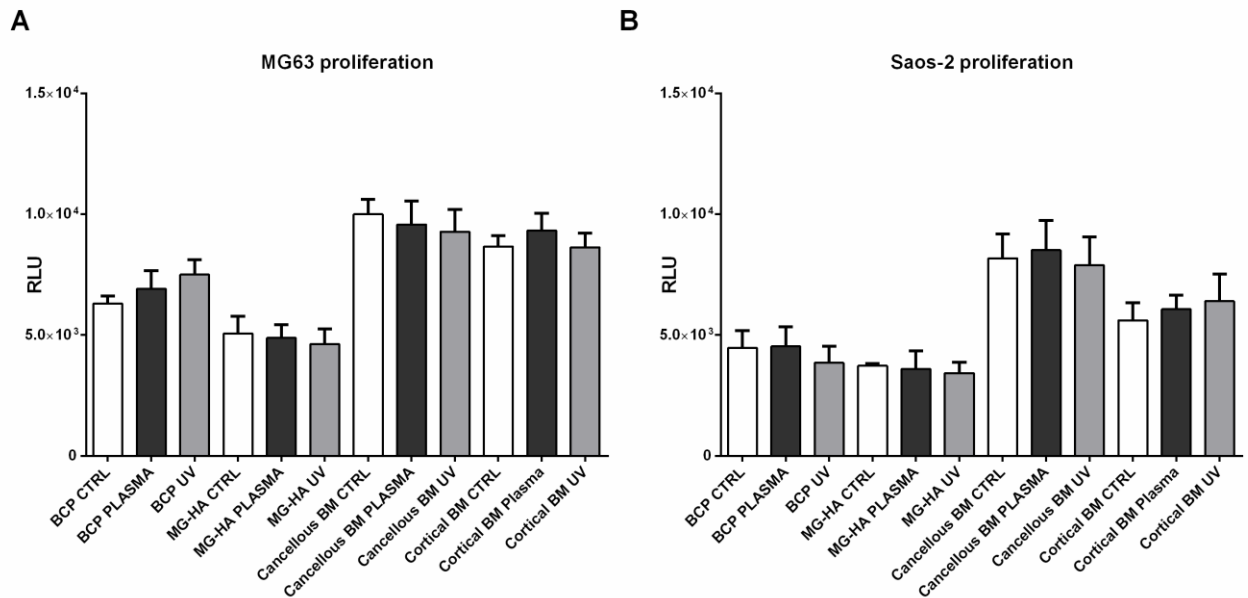 A
MG63 proliferation
RLU
1.5×10⁴
1.0×10⁴
5.0×10³
0
BCP CTRL
BCP PLASMA
BCP UV
MG-HA CTRL
MG-HA PLASMA
MG-HA UV
Cancellous BM CTRL
Cancellous BM PLASMA
Cancellous BM UV
Cortical BM CTRL
Cortical BM Plasma
Cortical BM UV
B
Saos-2 proliferation
RLU
1.5×10⁴
1.0×10⁴
5.0×10³
0
BCP CTRL
BCP PLASMA
BCP UV
MG-HA CTRL
MG-HA PLASMA
MG-HA UV
Cancellous BM CTRL
Cancellous BM PLASMA
Cancellous BM UV
Cortical BM CTRL
Cortical BM Plasma
Cortical BM UV